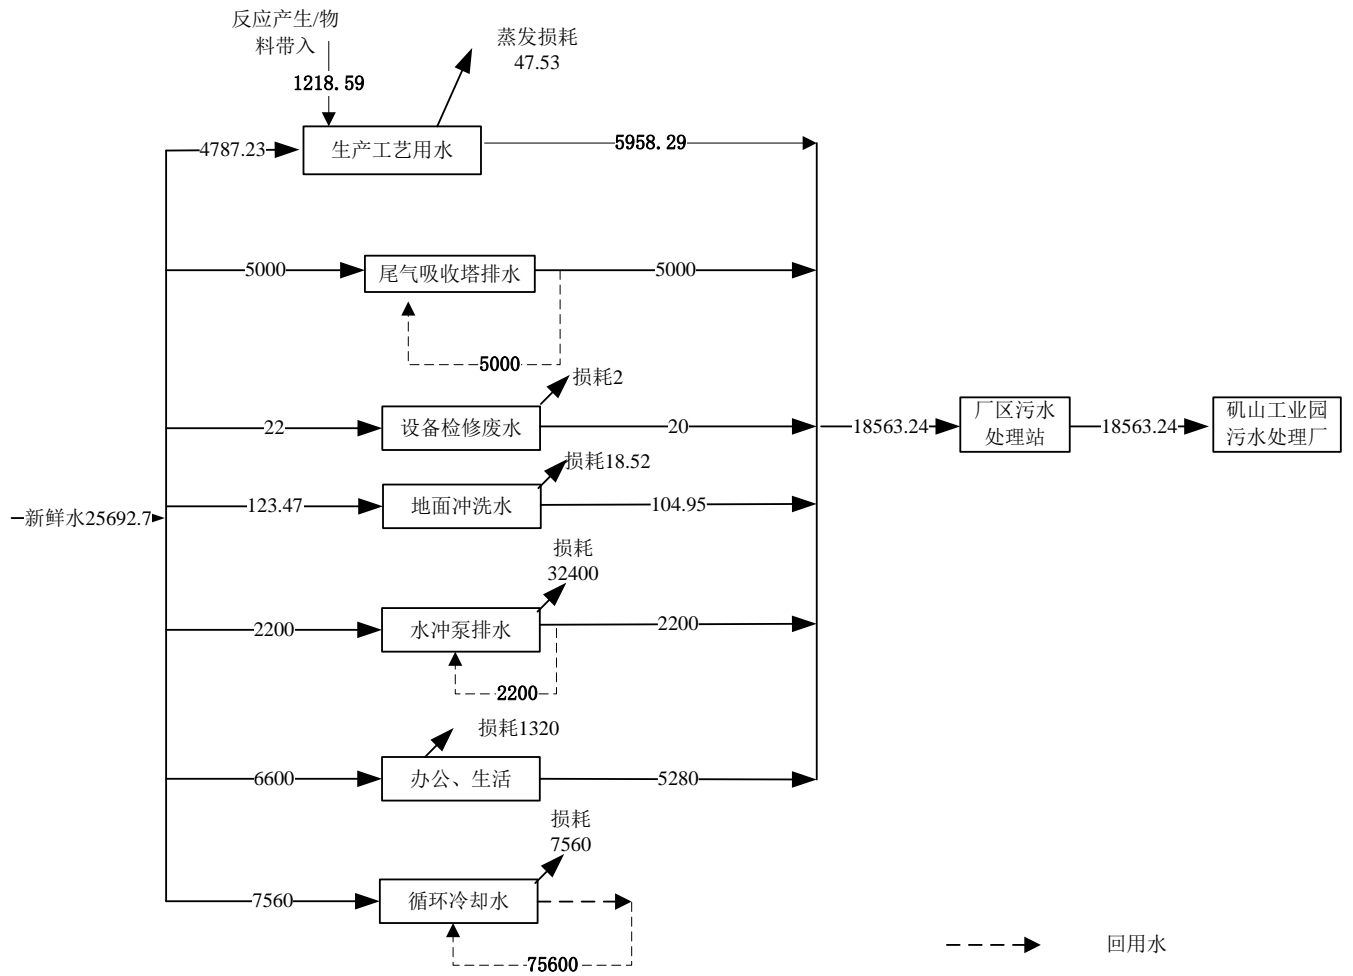 反应产生/物
料带入
1218.59
蒸发损耗
47.53
4787.23
生产工艺用水
5958.29
5000
尾气吸收塔排水
5000
5000
损耗2
22
设备检修废水
20
18563.24
厂区污水
处理站
18563.24
矶山工业园
污水处理厂
损耗18.52
123.47
地面冲洗水
104.95
新鲜水25692.7
损耗
32400
2200
水冲泵排水
2200
2200
损耗1320
6600
办公、生活
5280
损耗
7560
7560
循环冷却水
75600
回用水